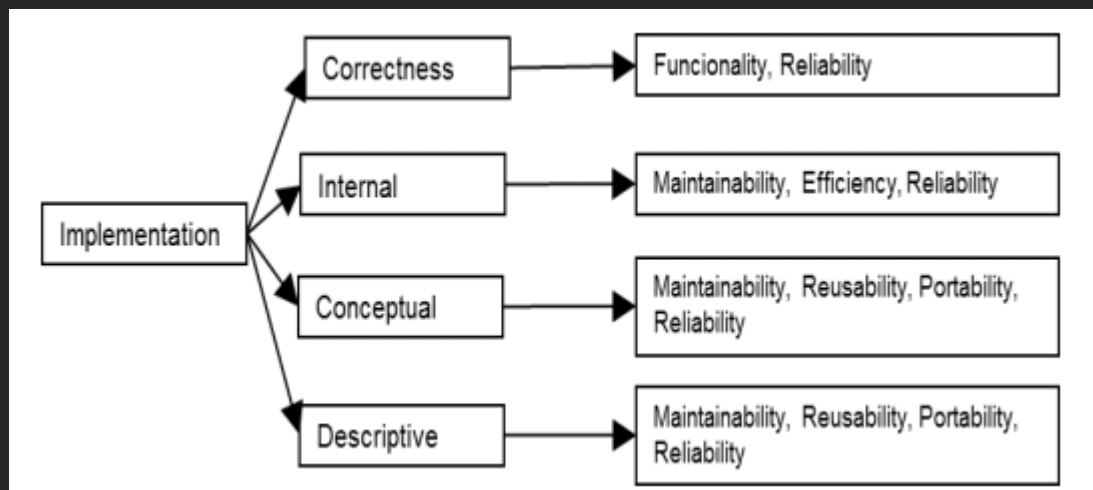 Implementation
Correctness
Funcionality, Reliability
Internal
Maintainability, Efficiency, Reliability
Conceptual
Maintainability, Reusability, Portability,
Reliability
Descriptive
Maintainability, Reusability, Portability,
Reliability